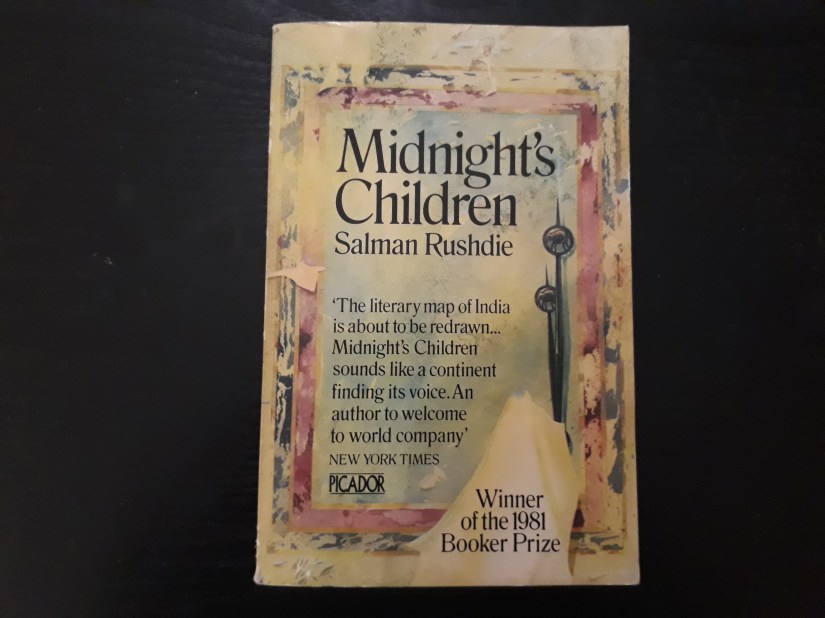 Midnight's
Children
Salman Rushdie
'The literary map of India
is about to be redrawn...
Midnight's Children
sounds like a continent
finding its voice. An
author to welcome
to world company'
NEW YORK TIMES
PICADOR
Winner
of the 1981
Booker Prize